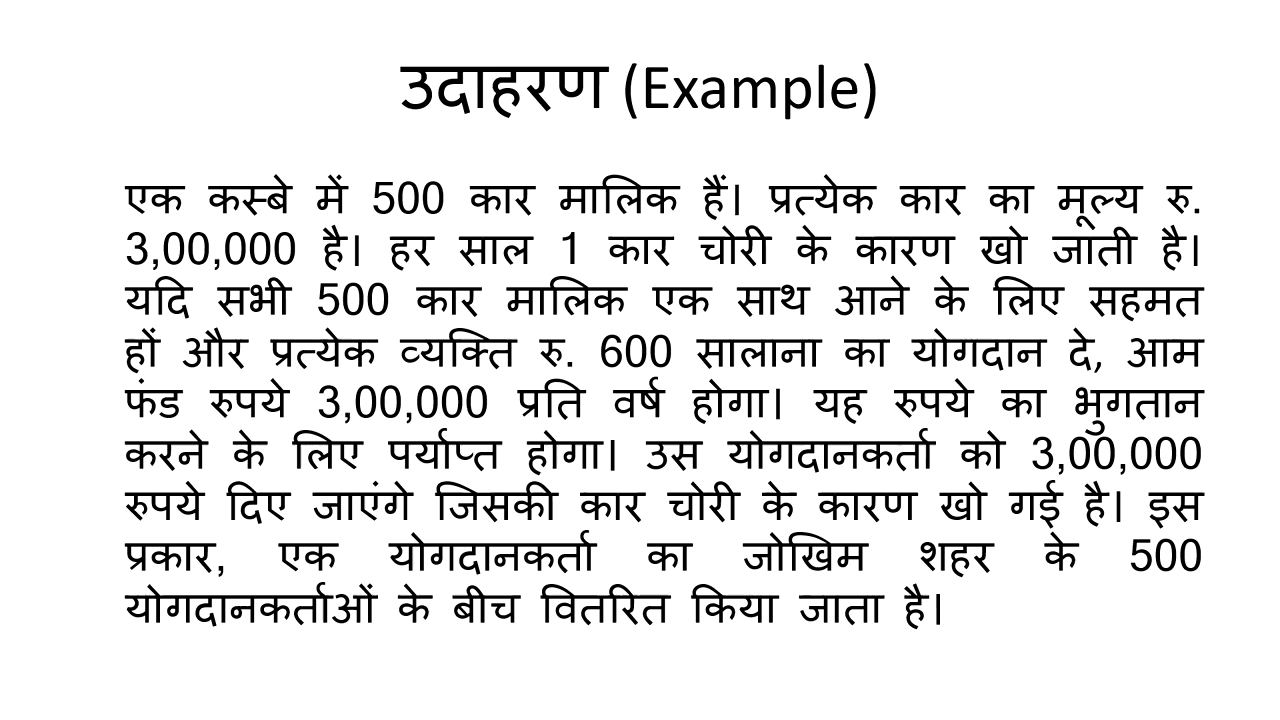 उदाहरण (Example)
एक कस्बे में 500 कार मालिक हैं। प्रत्येक कार का मूल्य रु.
3,00,000 है। हर साल 1 कार चोरी के कारण खो जाती है।
यदि सभी 500 कार मालिक एक साथ आने के लिए सहमत
हों और प्रत्येक व्यक्ति रु. 600 सालाना का योगदान दे, आम
फंड रुपये 3,00,000 प्रति वर्ष होगा। यह रुपये का भुगतान
करने के लिए पर्याप्त होगा। उस योगदानकर्ता को 3,00,000
रुपये दिए जाएंगे जिसकी कार चोरी के कारण खो गई है। इस
प्रकार, एक योगदानकर्ता का जोखिम शहर के 500
योगदानकर्ताओं के बीच वितरित किया जाता है।